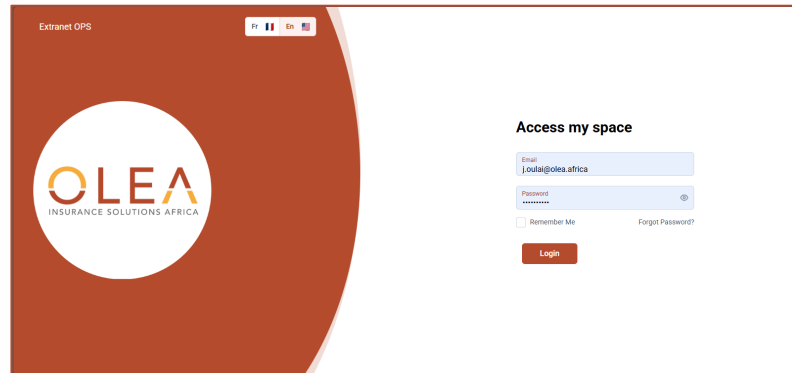 Extranet OPS
Fr En
OLEA
INSURANCE SOLUTIONS AFRICA
Access my space
Email
j.oulai@olea.africa
Password
••••••••••
Remember Me Forgot Password?
Login